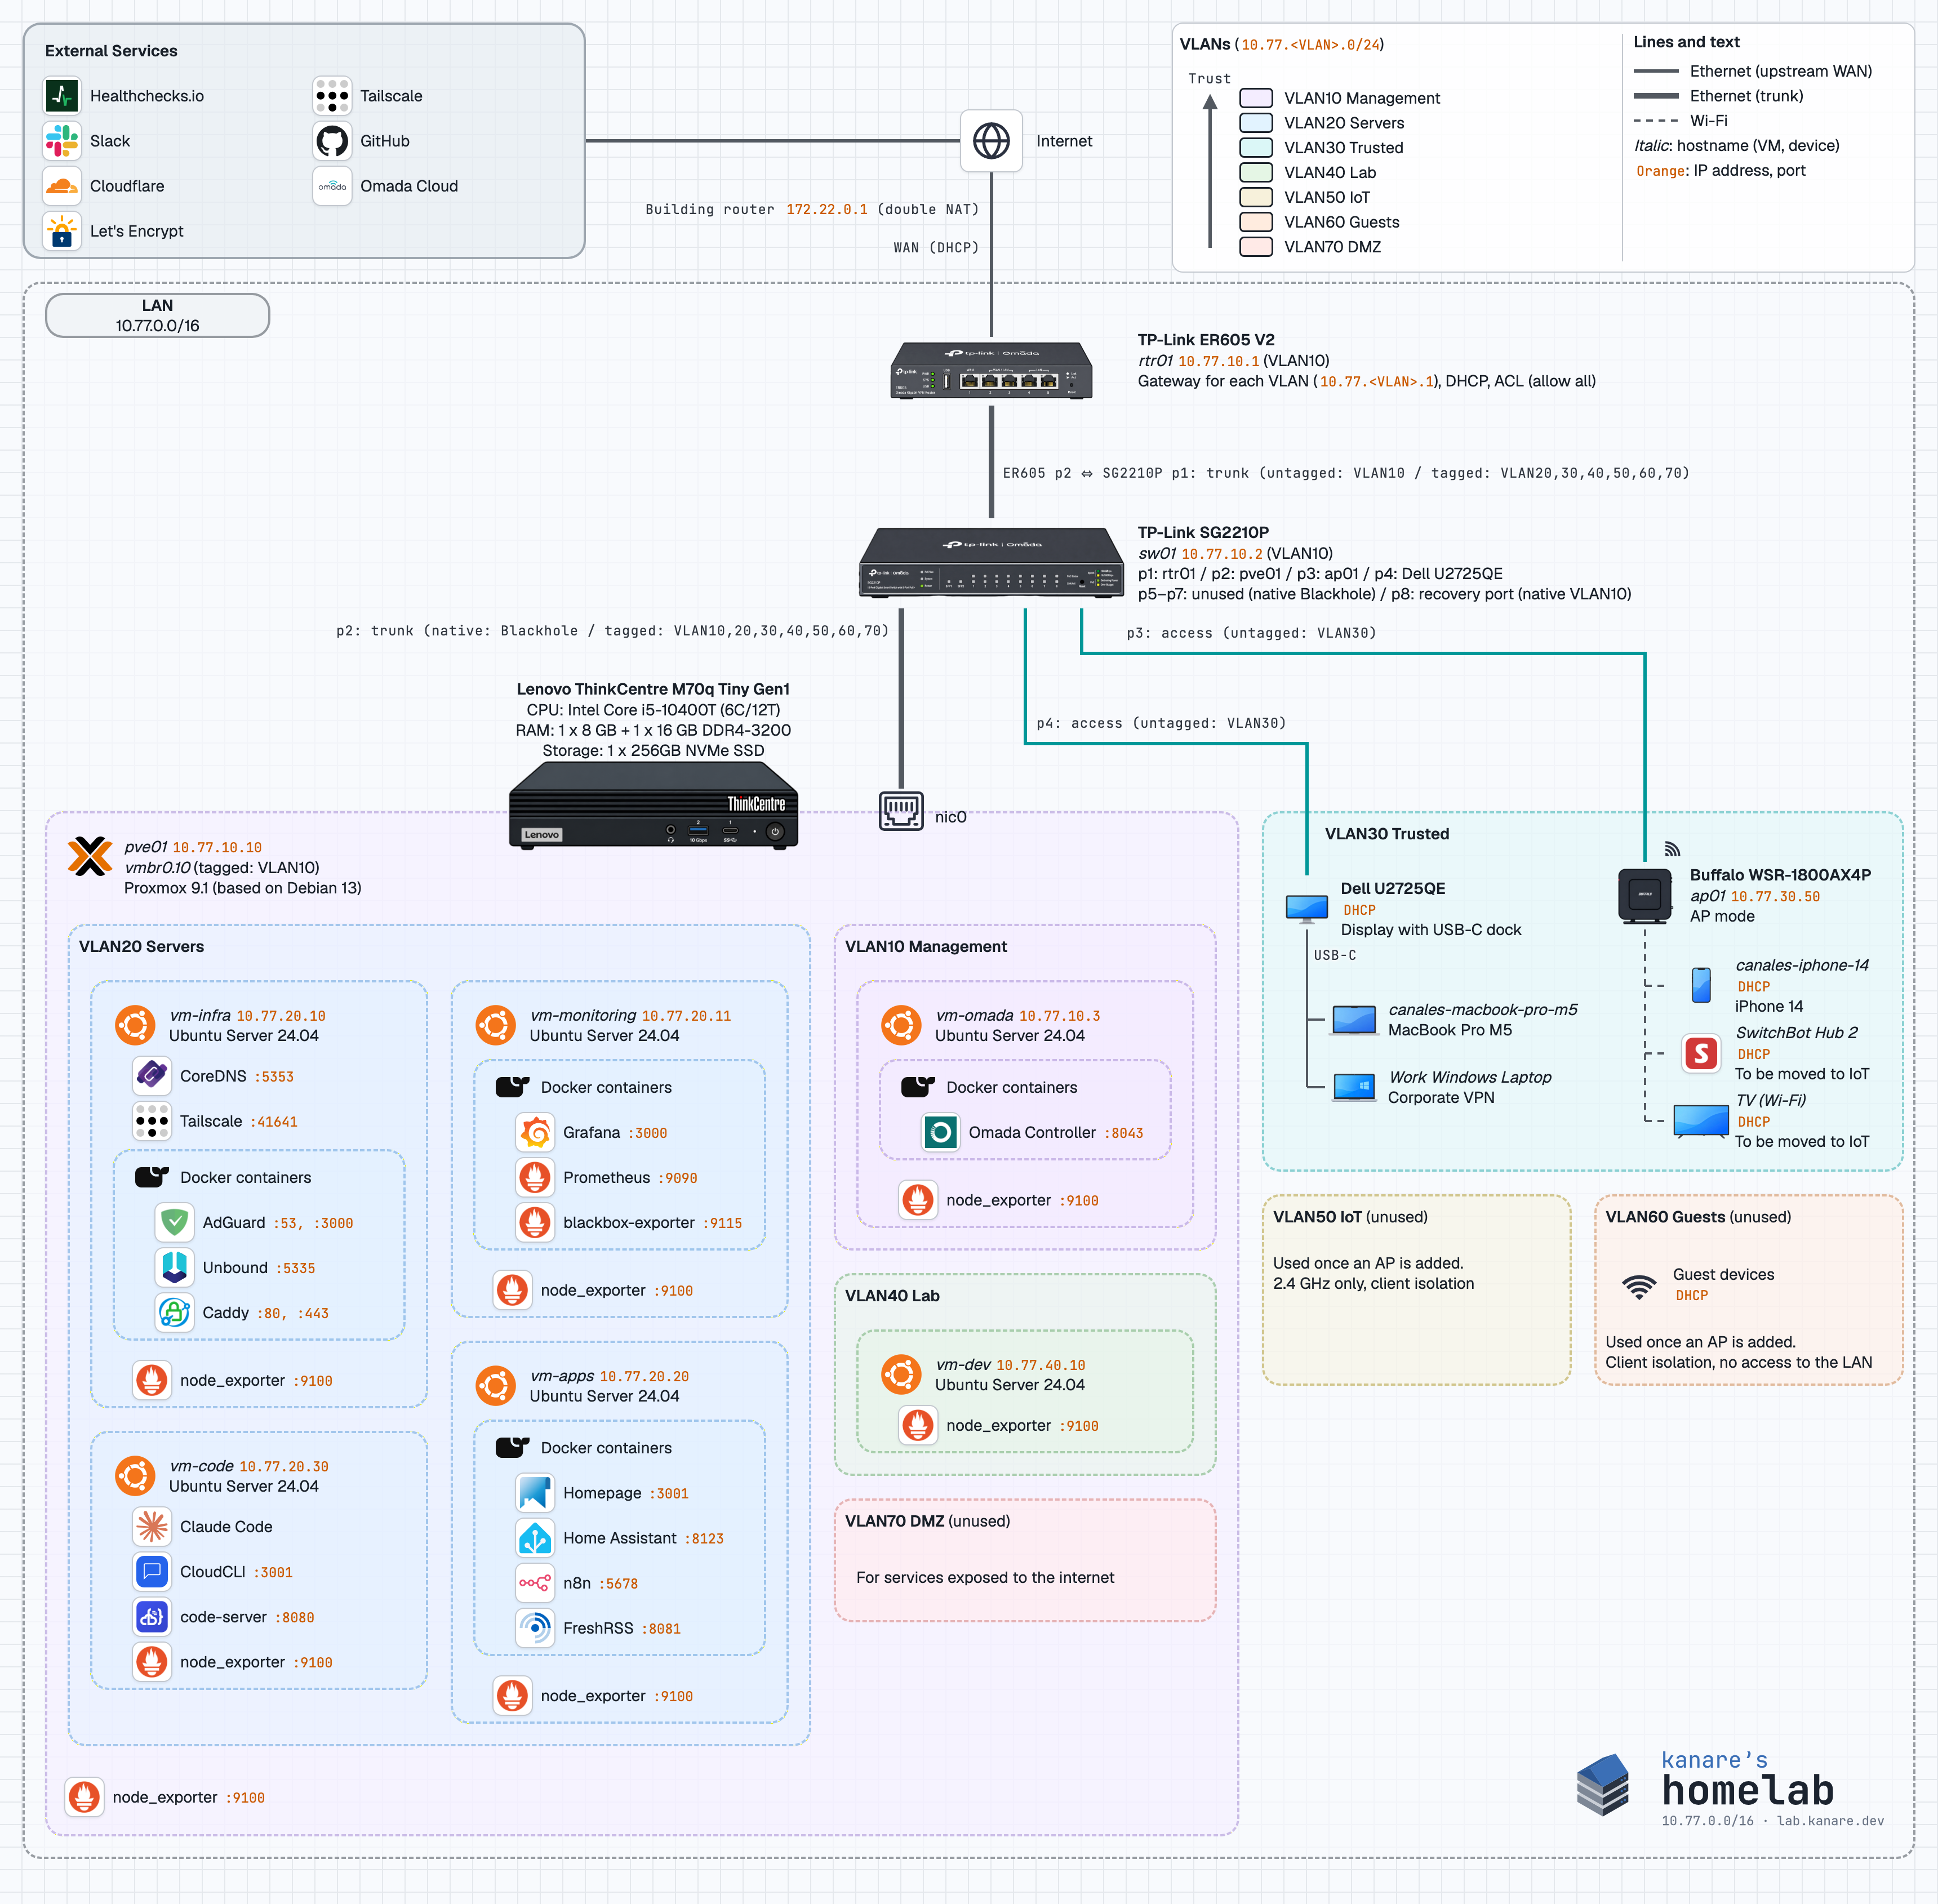 External Services
Healthchecks.io
Slack
Cloudflare
Let's Encrypt
Tailscale
GitHub
omada
Omada Cloud
Internet
Building router 172.22.0.1 (double NAT)
WAN (DHCP)
VLANs (10.77.<VLAN>.0/24)
Trust
VLAN10 Management
VLAN20 Servers
VLAN30 Trusted
VLAN40 Lab
VLAN50 IoT
VLAN60 Guests
VLAN70 DMZ
Lines and text
Ethernet (upstream WAN)
Ethernet (trunk)
Wi-Fi
Italic: hostname (VM, device)
Orange: IP address, port
LAN
10.77.0.0/16
tp-link | Omada
TP-Link ER605 V2
rtr01 10.77.10.1 (VLAN10)
Gateway for each VLAN (10.77.<VLAN>.1), DHCP, ACL (allow all)
ER605 p2 ⇔ SG2210P p1: trunk (untagged: VLAN10 / tagged: VLAN20,30,40,50,60,70)
tp-link | Omada
TP-Link SG2210P
sw01 10.77.10.2 (VLAN10)
p1: rtr01 / p2: pve01 / p3: ap01 / p4: Dell U2725QE
p5–p7: unused (native Blackhole) / p8: recovery port (native VLAN10)
p2: trunk (native: Blackhole / tagged: VLAN10,20,30,40,50,60,70)
p3: access (untagged: VLAN30)
p4: access (untagged: VLAN30)
Lenovo ThinkCentre M70q Tiny Gen1
CPU: Intel Core i5-10400T (6C/12T)
RAM: 1 x 8 GB + 1 x 16 GB DDR4-3200
Storage: 1 x 256GB NVMe SSD
ThinkCentre
Lenovo
nic0
pve01 10.77.10.10
vmbr0.10 (tagged: VLAN10)
Proxmox 9.1 (based on Debian 13)
VLAN20 Servers
vm-infra 10.77.20.10
Ubuntu Server 24.04
CoreDNS :5353
Tailscale :41641
Docker containers
AdGuard :53, :3000
Unbound :5335
Caddy :80, :443
node_exporter :9100
vm-code 10.77.20.30
Ubuntu Server 24.04
Claude Code
CloudCLI :3001
code-server :8080
node_exporter :9100
vm-monitoring 10.77.20.11
Ubuntu Server 24.04
Docker containers
Grafana :3000
Prometheus :9090
blackbox-exporter :9115
node_exporter :9100
vm-apps 10.77.20.20
Ubuntu Server 24.04
Docker containers
Homepage :3001
Home Assistant :8123
n8n :5678
FreshRSS :8081
node_exporter :9100
VLAN10 Management
vm-omada 10.77.10.3
Ubuntu Server 24.04
Docker containers
Omada Controller :8043
node_exporter :9100
VLAN40 Lab
vm-dev 10.77.40.10
Ubuntu Server 24.04
node_exporter :9100
VLAN70 DMZ (unused)
For services exposed to the internet
node_exporter :9100
VLAN30 Trusted
Dell U2725QE
DHCP
Display with USB-C dock
USB-C
canales-macbook-pro-m5
MacBook Pro M5
Work Windows Laptop
Corporate VPN
Buffalo WSR-1800AX4P
ap01 10.77.30.50
AP mode
canales-iphone-14
DHCP
iPhone 14
SwitchBot Hub 2
DHCP
To be moved to IoT
TV (Wi-Fi)
DHCP
To be moved to IoT
VLAN50 IoT (unused)
Used once an AP is added.
2.4 GHz only, client isolation
VLAN60 Guests (unused)
Guest devices
DHCP
Used once an AP is added.
Client isolation, no access to the LAN
kanare's
homelab
10.77.0.0/16 · lab.kanare.dev